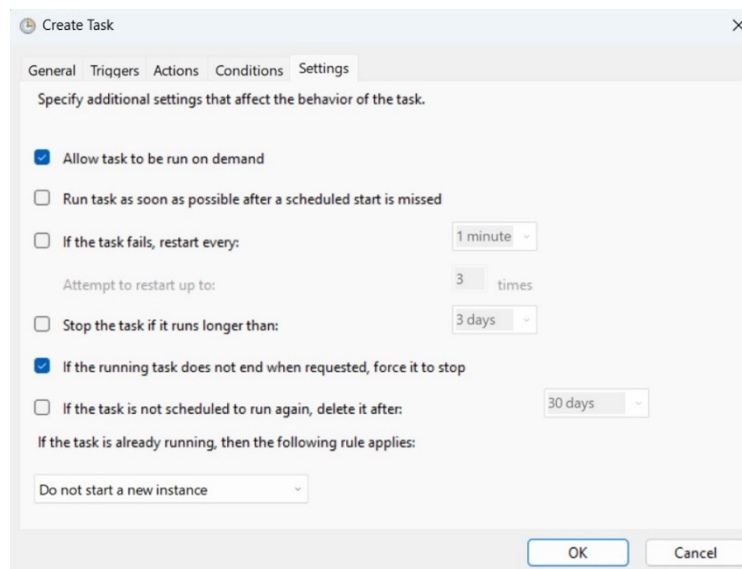 Create Task
General Triggers Actions Conditions Settings
Specify additional settings that affect the behavior of the task.
Allow task to be run on demand
Run task as soon as possible after a scheduled start is missed
If the task fails, restart every: 1 minute
Attempt to restart up to: 3 times
Stop the task if it runs longer than: 3 days
If the running task does not end when requested, force it to stop
If the task is not scheduled to run again, delete it after: 30 days
If the task is already running, then the following rule applies:
Do not start a new instance
OK Cancel